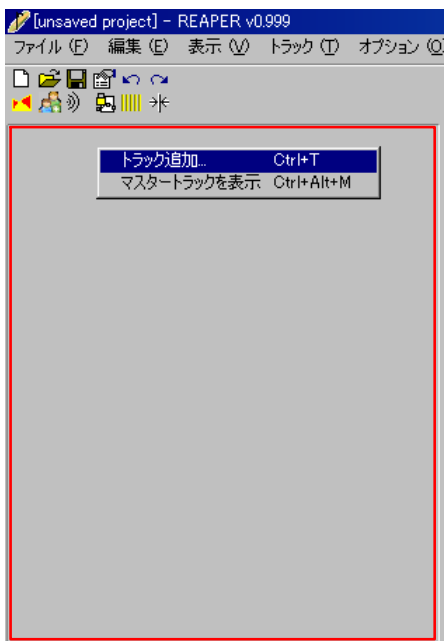 [unsaved project] - REAPER v0.999
ファイル (F) 編集 (E) 表示 (V) トラック (T) オプション (O
トラック追加... Ctrl+T
マスタートラックを表示 Ctrl+Alt+M